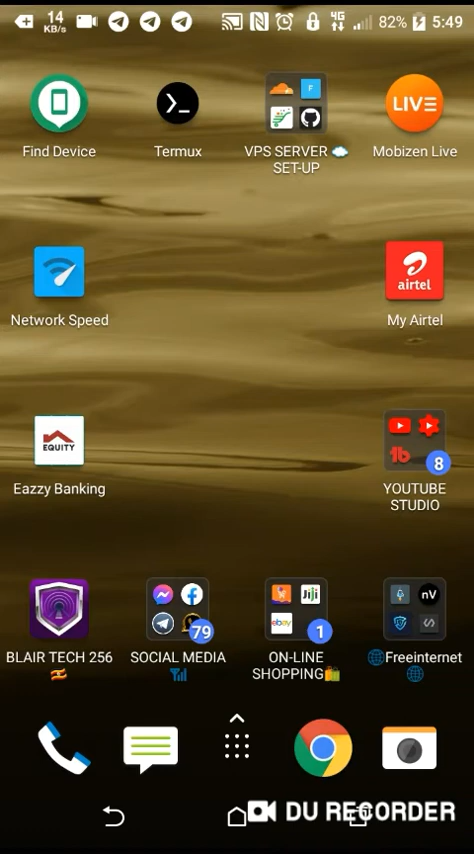 14
KB/s
4G
82%
5:49
LIVE
Find Device
Termux
VPS SERVER
SET-UP
Mobizen Live
airtel
Network Speed
My Airtel
EQUITY
8
Eazzy Banking
YOUTUBE
STUDIO
Jiji
nV
ebay
79
1
BLAIR TECH 256
SOCIAL MEDIA
ON-LINE
SHOPPING
Freeinternet
DU RECORDER